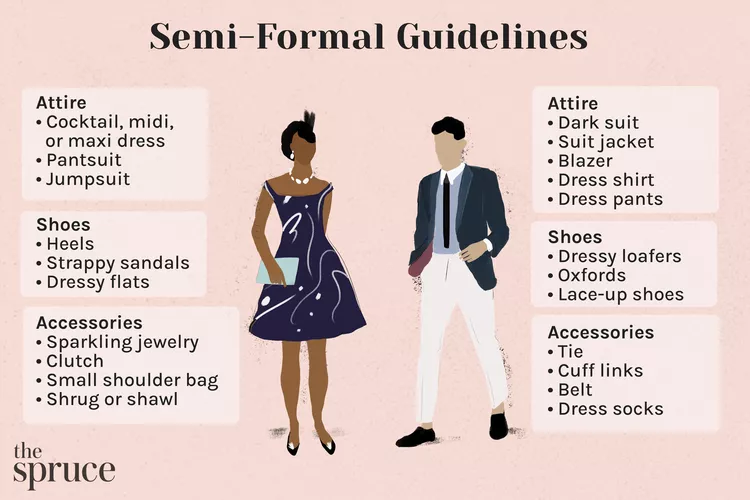 Semi-Formal Guidelines
Attire
• Cocktail, midi,
or maxi dress
• Pantsuit
• Jumpsuit
Shoes
• Heels
• Strappy sandals
• Dressy flats
Accessories
• Sparkling jewelry
• Clutch
• Small shoulder bag
• Shrug or shawl
Attire
• Dark suit
• Suit jacket
• Blazer
• Dress shirt
• Dress pants
Shoes
• Dressy loafers
• Oxfords
• Lace-up shoes
Accessories
• Tie
• Cuff links
• Belt
• Dress socks
the
spruce